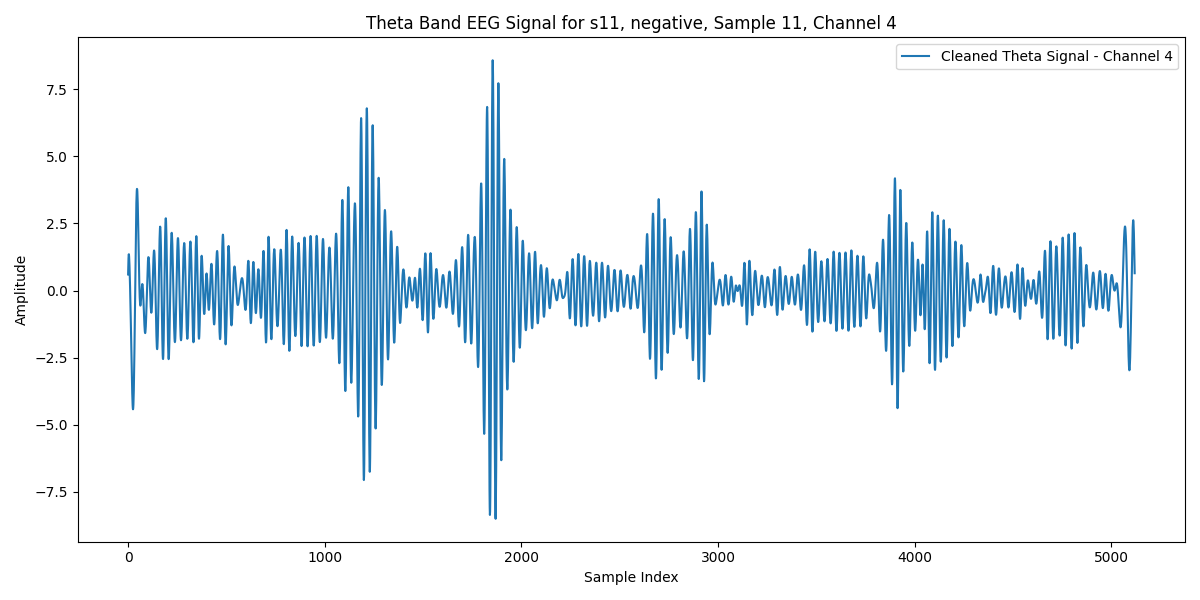 Theta Band EEG Signal for s11, negative, Sample 11, Channel 4
Cleaned Theta Signal - Channel 4
7.5
5.0
2.5
0.0
−2.5
−5.0
−7.5
Amplitude
0 1000 2000 3000 4000 5000
Sample Index